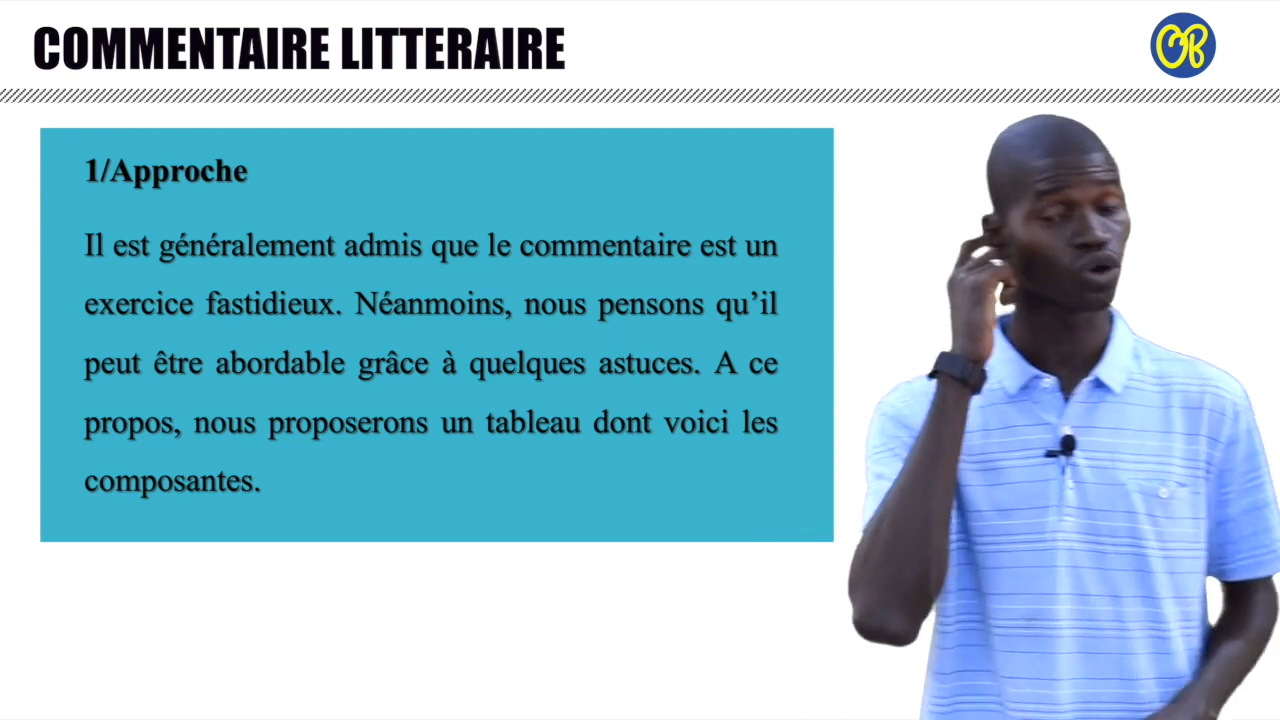 COMMENTAIRE LITTERAIRE
1/Approche
Il est généralement admis que le commentaire est un
exercice fastidieux. Néanmoins, nous pensons qu’il
peut être abordable grâce à quelques astuces. A ce
propos, nous proposerons un tableau dont voici les
composantes.